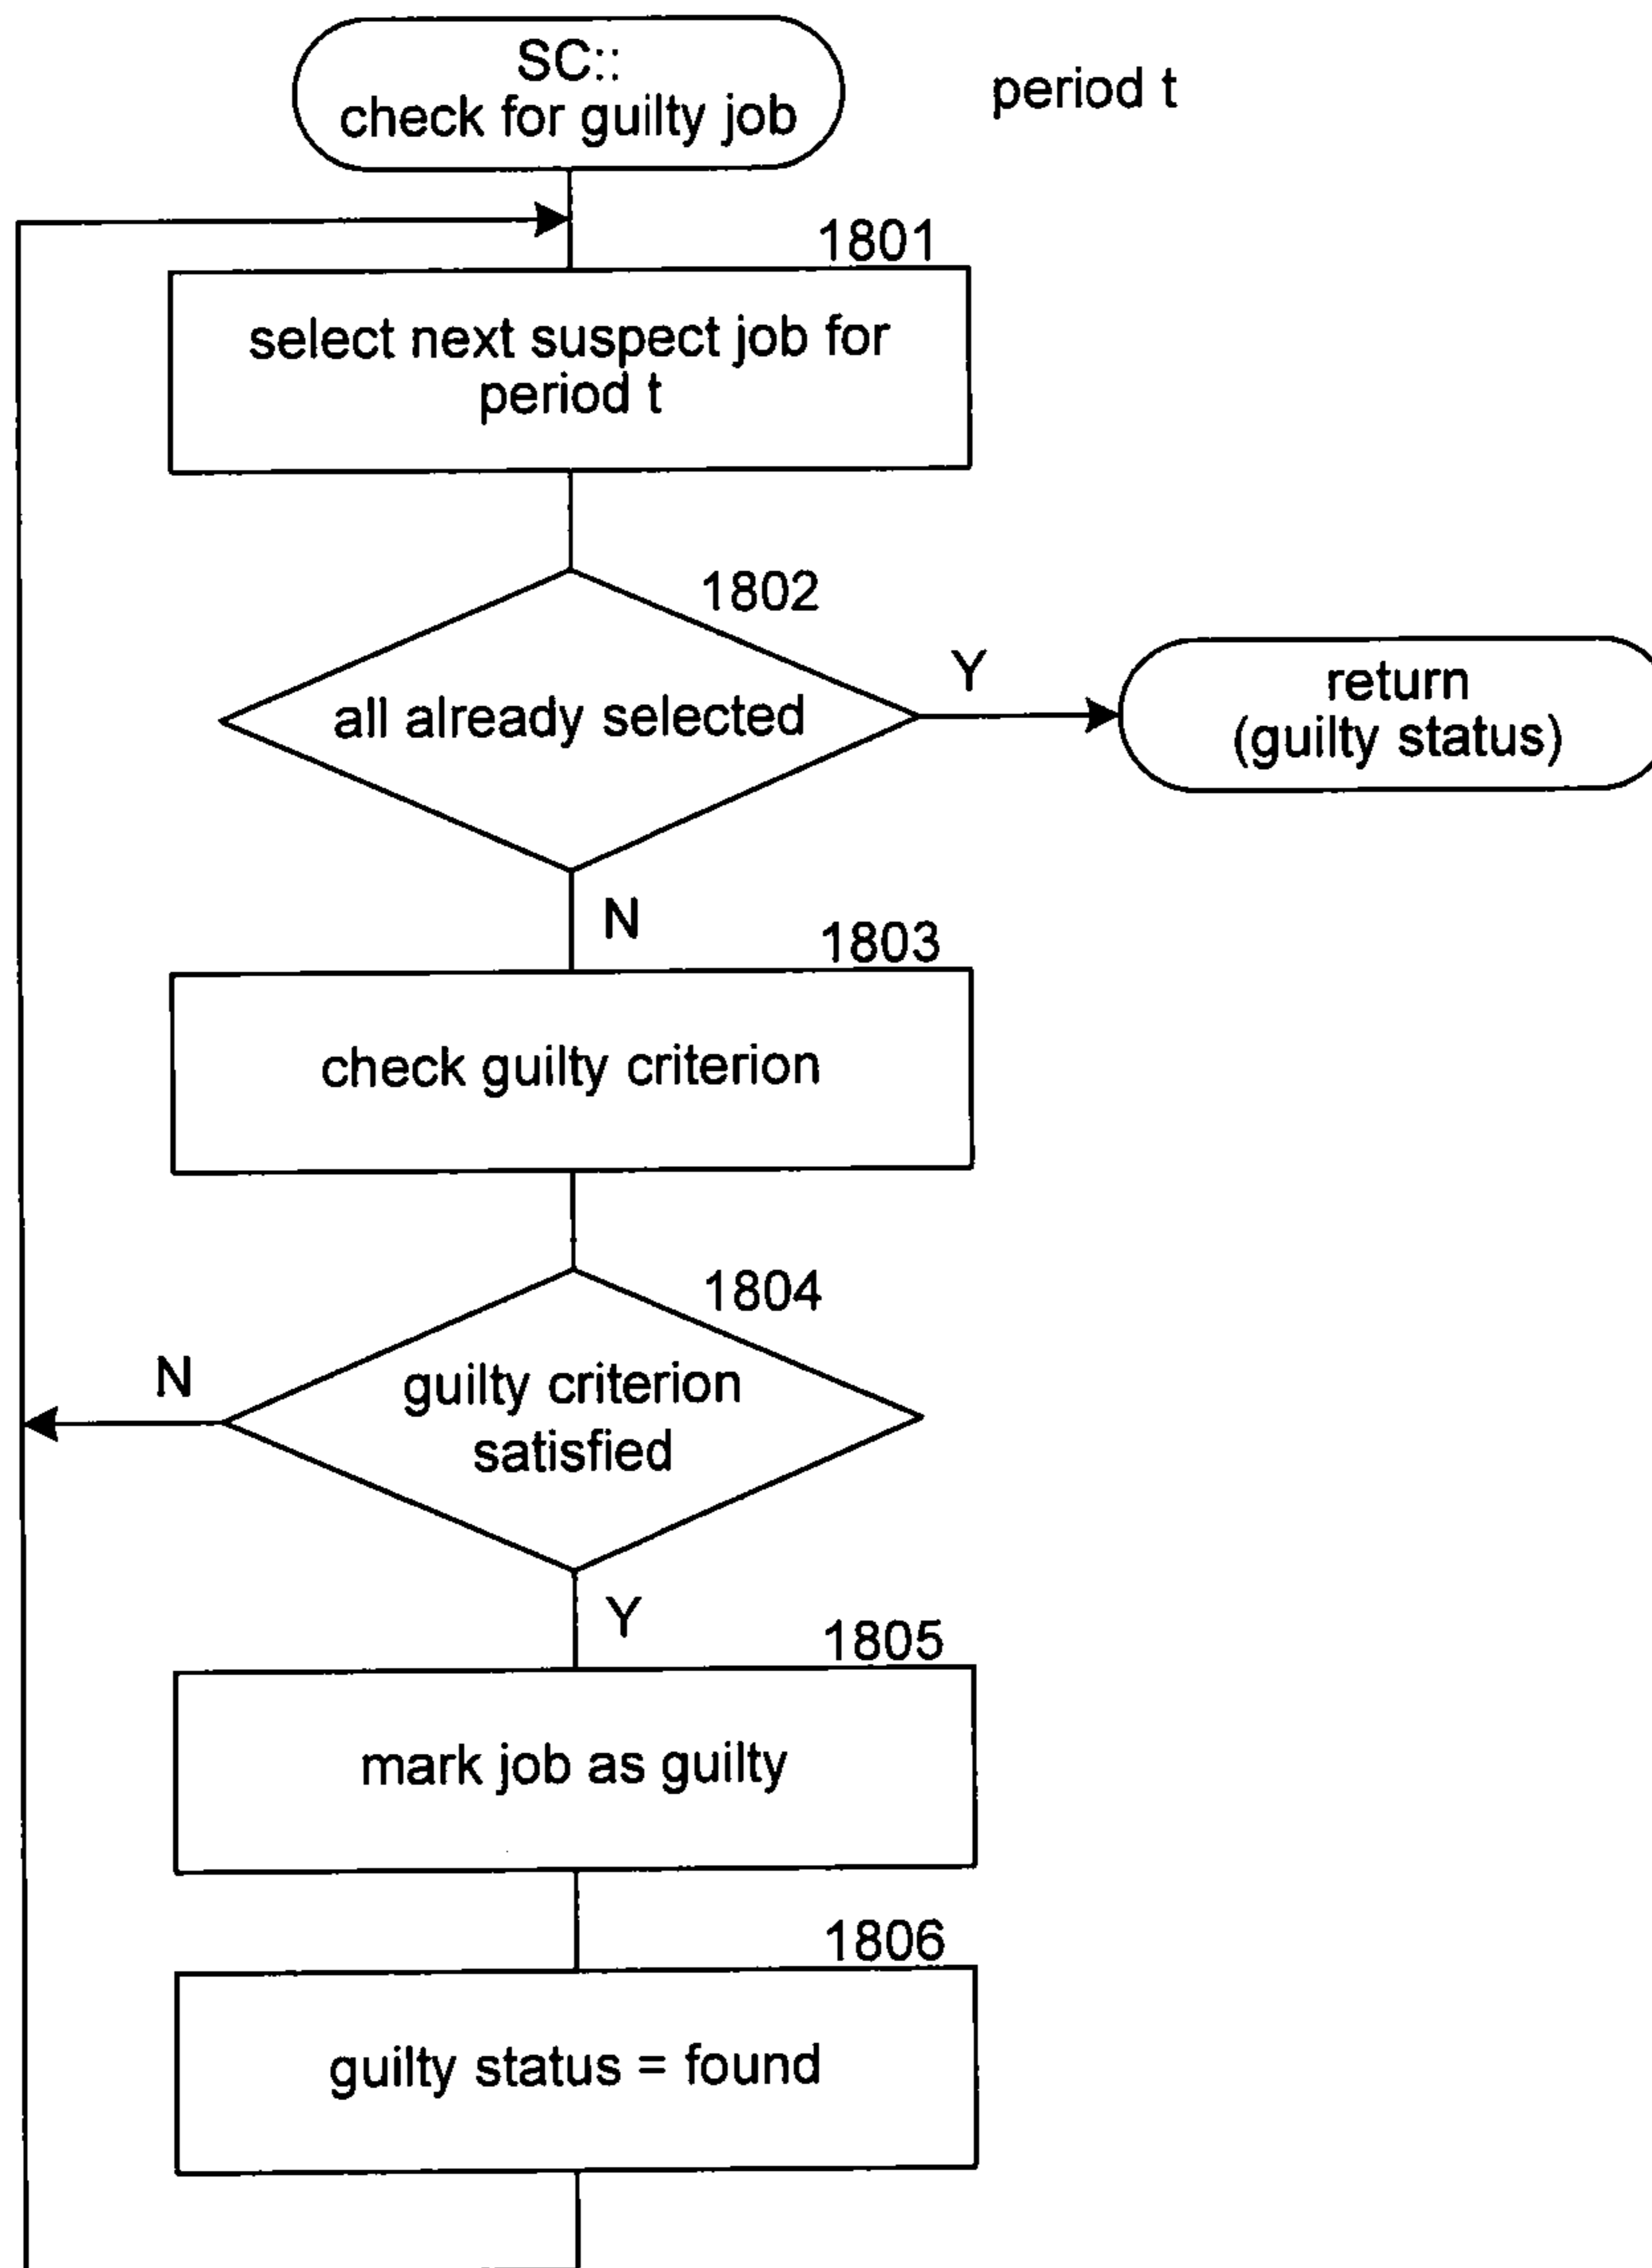 SC::
check for guilty job
period t
1801
select next suspect job for
period t
1802
all already selected
Y
return
(guilty status)
N
1803
check guilty criterion
1804
N
guilty criterion
satisfied
Y
1805
mark job as guilty
1806
guilty status = found